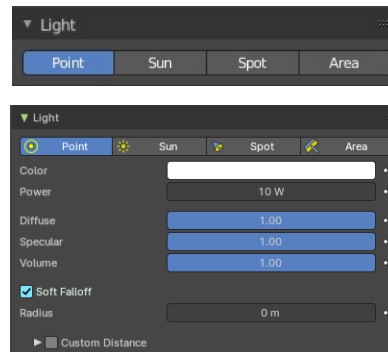 Light
Point Sun Spot Area
Light
Point Sun Spot Area
Color
Power 10 W
Diffuse 1.00
Specular 1.00
Volume 1.00
Soft Falloff
Radius 0 m
Custom Distance